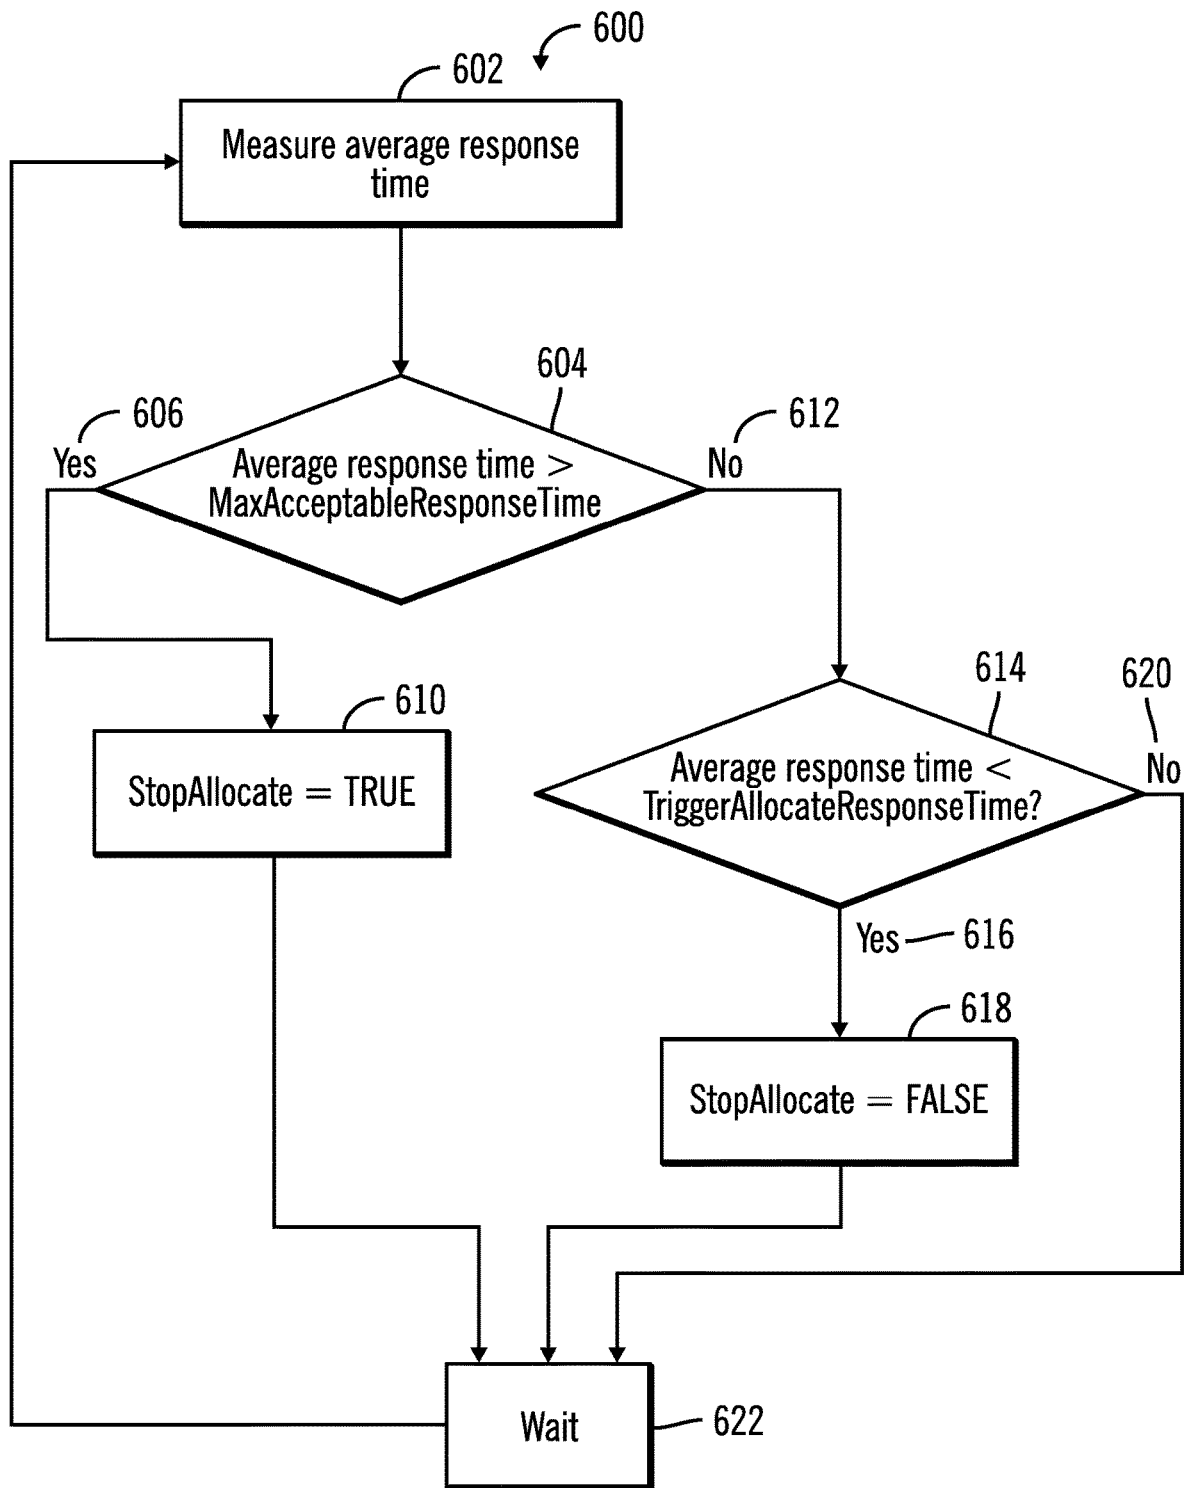 600
602
Measure average response
time
604
606
612
Yes
Average response time >
MaxAcceptableResponseTime
No
610
StopAllocate = TRUE
614
620
Average response time <
TriggerAllocateResponseTime?
No
Yes
616
618
StopAllocate = FALSE
Wait
622